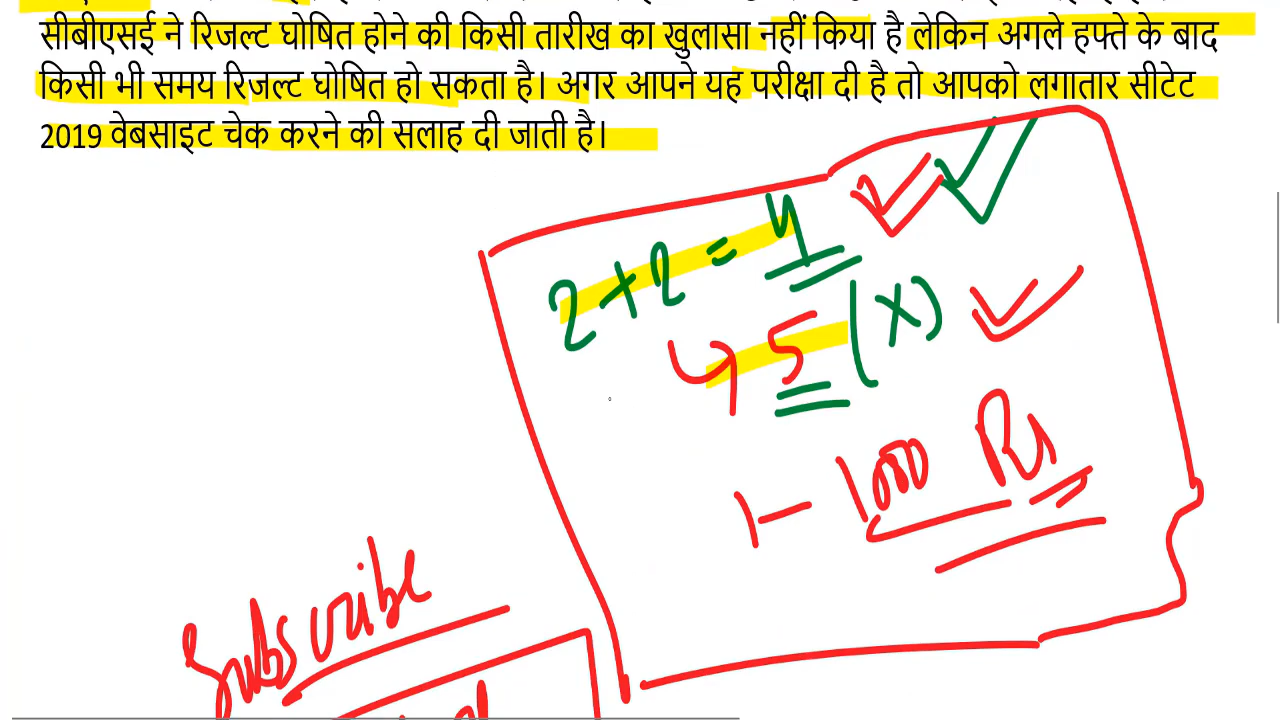 सीबीएसई ने रिजल्ट घोषित होने की किसी तारीख का खुलासा नहीं किया है लेकिन अगले हफ्ते के बाद
किसी भी समय रिजल्ट घोषित हो सकता है। अगर आपने यह परीक्षा दी है तो आपको लगातार सीटेट
2019 वेबसाइट चेक करने की सलाह दी जाती है।
2+2 = 4
5 (x)
1- 1000 Rs
Subscribe